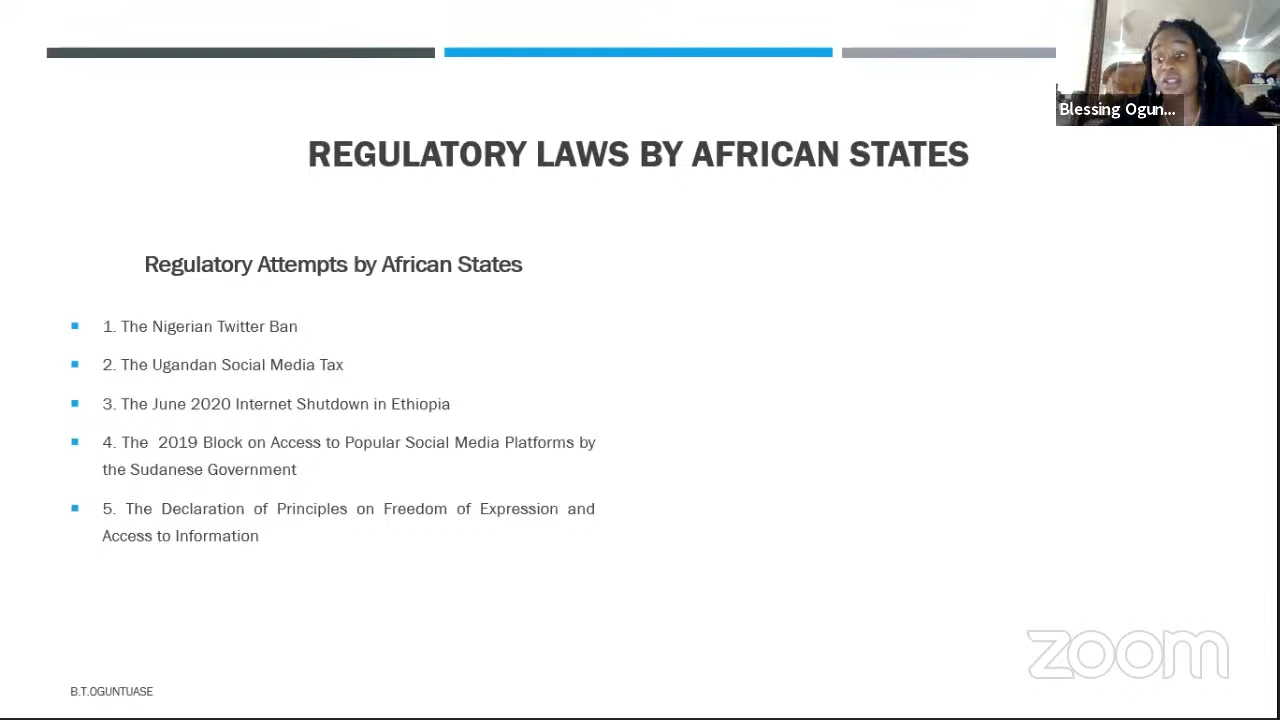 Blessing Ogun...
REGULATORY LAWS BY AFRICAN STATES
Regulatory Attempts by African States
1. The Nigerian Twitter Ban
2. The Ugandan Social Media Tax
3. The June 2020 Internet Shutdown in Ethiopia
4. The 2019 Block on Access to Popular Social Media Platforms by
the Sudanese Government
5. The Declaration of Principles on Freedom of Expression and
Access to Information
zoom
B.T.OGUNTUASE